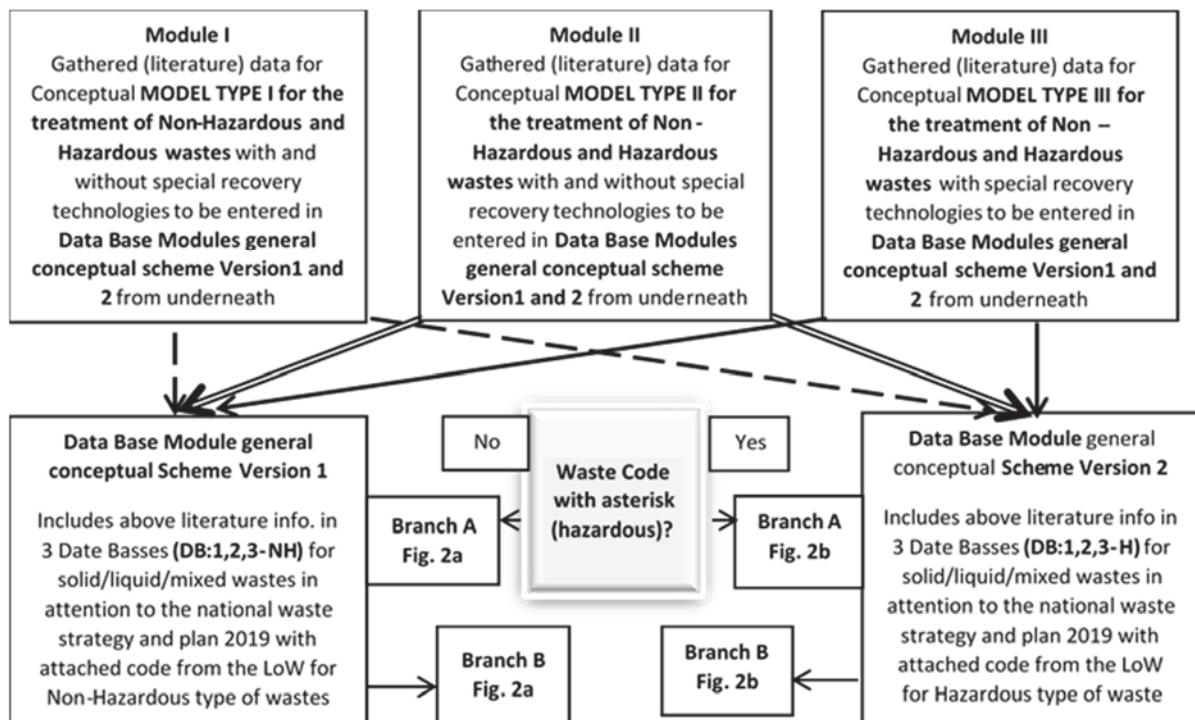 Module I
Gathered (literature) data for
Conceptual MODEL TYPE I for the
treatment of Non-Hazardous and
Hazardous wastes with and
without special recovery
technologies to be entered in
Data Base Modules general
conceptual scheme Version1 and
2 from underneath
Module II
Gathered (literature) data for
Conceptual MODEL TYPE II for
the treatment of Non -
Hazardous and Hazardous
wastes with and without special
recovery technologies to be
entered in Data Base Modules
general conceptual scheme
Version1 and 2 from underneath
Module III
Gathered (literature) data for
Conceptual MODEL TYPE III for
the treatment of Non –
Hazardous and Hazardous
wastes with special recovery
technologies to be entered in
Data Base Modules general
conceptual scheme Version1 and
2 from underneath
Data Base Module general
conceptual Scheme Version 1
Includes above literature info. in
3 Date Basses (DB:1,2,3-NH) for
solid/liquid/mixed wastes in
attention to the national waste
strategy and plan 2019 with
attached code from the LoW for
Non-Hazardous type of wastes
No
Waste Code
with asterisk
(hazardous)?
Yes
Branch A
Fig. 2a
Branch A
Fig. 2b
Branch B
Fig. 2a
Branch B
Fig. 2b
Data Base Module general
conceptual Scheme Version 2
Includes above literature info in
3 Date Basses (DB:1,2,3-H) for
solid/liquid/mixed wastes in
attention to the national waste
strategy and plan 2019 with
attached code from the LoW
for Hazardous type of waste